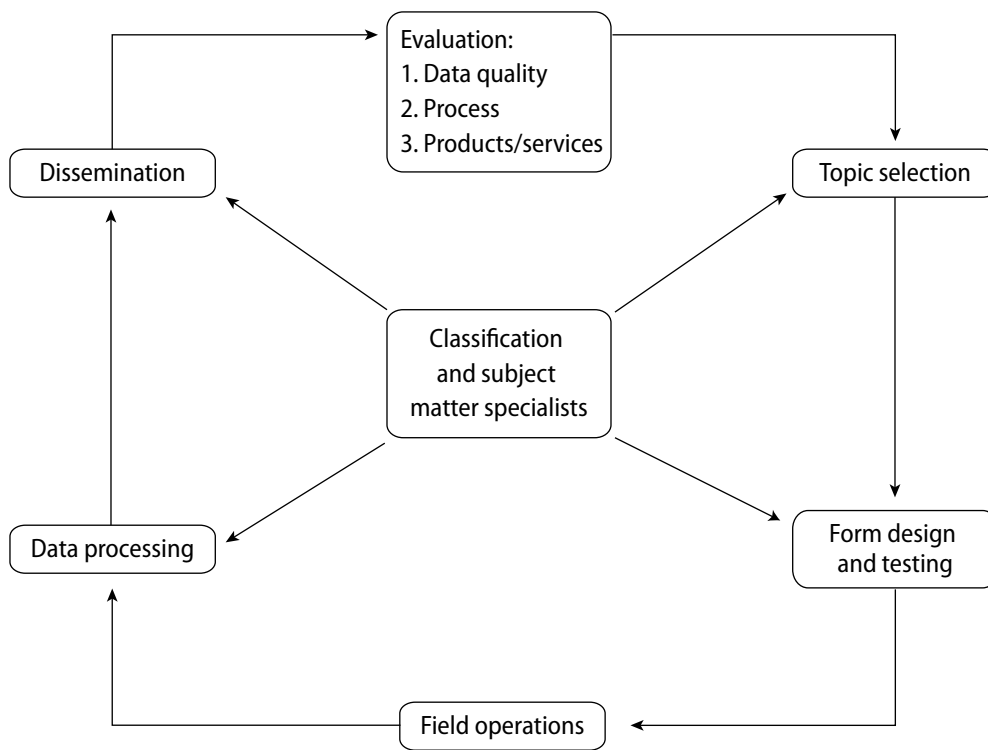 Evaluation:
1. Data quality
2. Process
3. Products/services
Dissemination
Topic selection
Classification
and subject
matter specialists
Data processing
Form design
and testing
Field operations